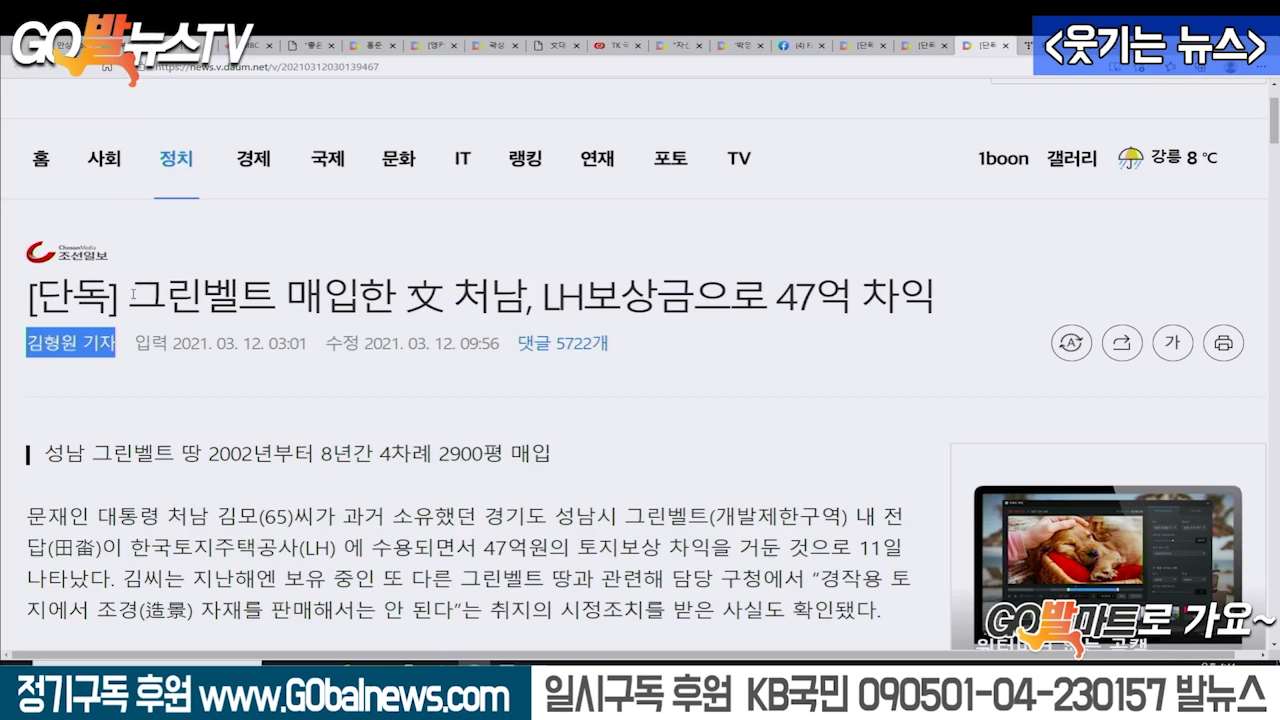 GO발뉴스TV
<웃기는 뉴스>
https://news.v.daum.net/v/20210312030139467
홈 사회 정치 경제 국제 문화 IT 랭킹 연재 포토 TV 1boon 갤러리 강릉 8 ℃
ChosunMedia
조선일보
[단독] 그린벨트 매입한 文 처남, LH보상금으로 47억 차익
김형원 기자 입력 2021. 03. 12. 03:01 수정 2021. 03. 12. 09:56 댓글 5722개
가
성남 그린벨트 땅 2002년부터 8년간 4차례 2900평 매입
문재인 대통령 처남 김모(65)씨가 과거 소유했던 경기도 성남시 그린벨트(개발제한구역) 내 전
답(田畓)이 한국토지주택공사(LH) 에 수용되면서 47억원의 토지보상 차익을 거둔 것으로 11일
나타났다. 김씨는 지난해엔 보유 중인 또 다른 그린벨트 땅과 관련해 담당 구청에서 “경작용 토
지에서 조경(造景) 자재를 판매해서는 안 된다”는 취지의 시정조치를 받은 사실도 확인됐다.
GO발마트로 가요~
정기구독 후원 www.GObalnews.com 일시구독 후원 KB국민 090501-04-230157 발뉴스